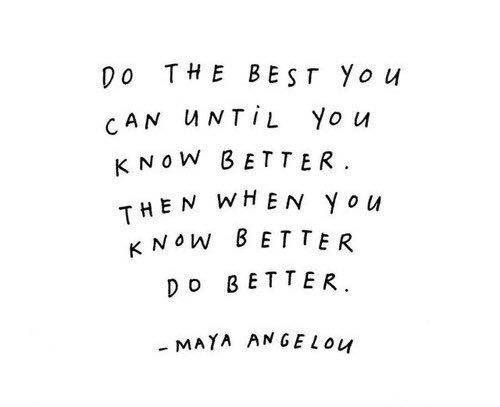 DO THE BEST YOU
CAN UNTiL YOU
KNOW BETTER.
THEN WHEN YOU
KNOW BETTER
DO BETTER.
- MAYA ANGELOU